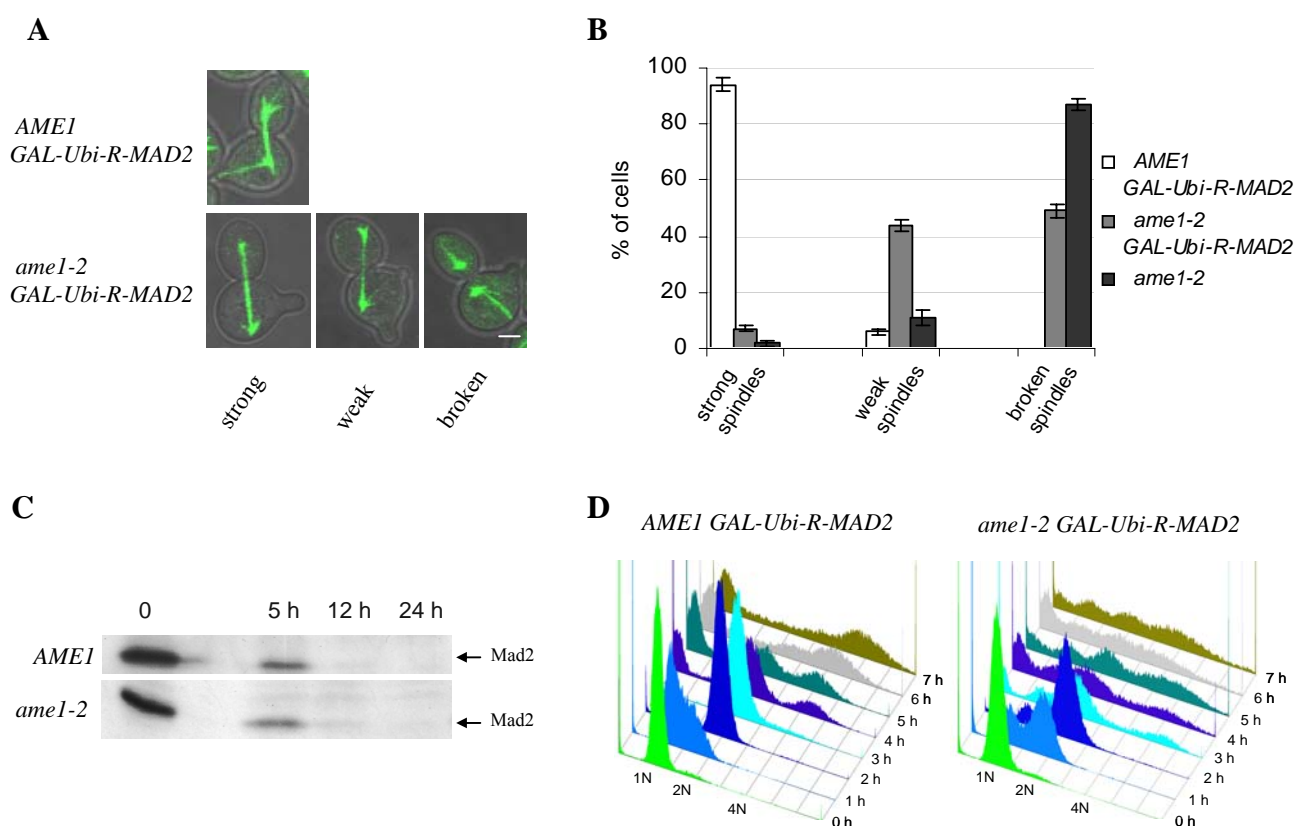 A
AME1
GAL-Ubi-R-MAD2
ame1-2
GAL-Ubi-R-MAD2
strong
weak
broken
B
% of cells
100
80
60
40
20
0
strong
spindles
weak
spindles
broken
spindles
AME1
GAL-Ubi-R-MAD2
ame1-2
GAL-Ubi-R-MAD2
ame1-2
C
0 5 h 12 h 24 h
AME1 Mad2
ame1-2 Mad2
D
AME1 GAL-Ubi-R-MAD2
1N
2N
4N
7 h
6 h
5 h
4 h
3 h
2 h
1 h
0 h
ame1-2 GAL-Ubi-R-MAD2
1N
2N
4N
7 h
6 h
5 h
4 h
3 h
2 h
1 h
0 h